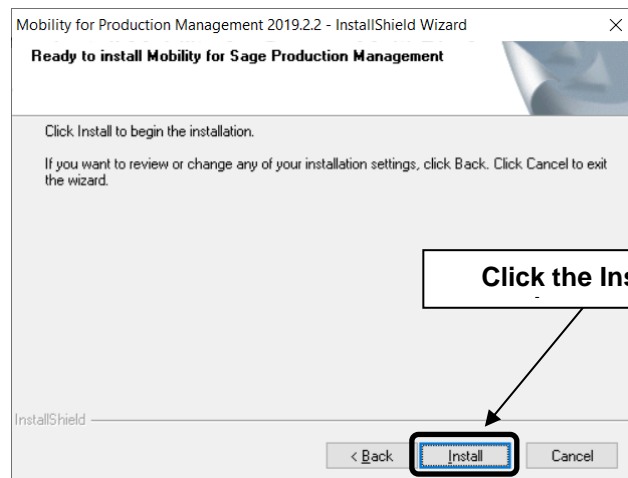 Mobility for Production Management 2019.2.2 - InstallShield Wizard
Ready to install Mobility for Sage Production Management
Click Install to begin the installation.
If you want to review or change any of your installation settings, click Back. Click Cancel to exit
the wizard.
Click the
InstallShield
< Back
Install
Cancel